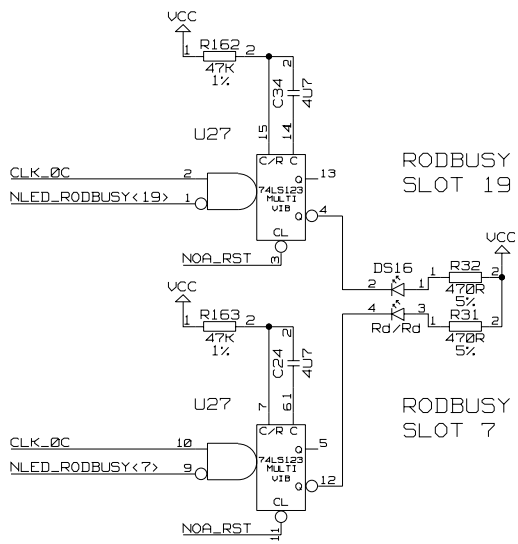 VCC
1 R162 2
47K
1%
2
C34
4U7
U27
15
14
RODBUSY
SLOT 19
C/R C
CLK_0C 2
Q 13
74LS123
MULTI
VIB
NLED_RODBUSY<19> 1
Q 4
CL
VCC
NOA_RST 3
DS16
2 1
1 R32 2
470R
5%
4 3
Rd/Rd
1 R31 2
470R
5%
VCC
1 R163 2
47K
1%
2
C24
4U7
U27
7
6 1
RODBUSY
SLOT 7
C/R C
CLK_0C 10
Q 5
74LS123
MULTI
VIB
NLED_RODBUSY<7> 9
Q 12
CL
NOA_RST 11